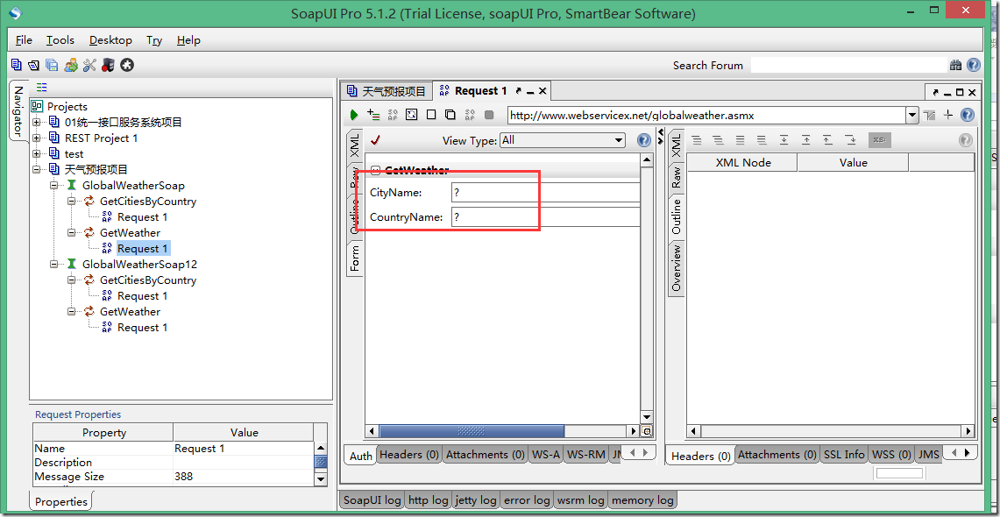 SoapUI Pro 5.1.2 (Trial License, soapUI Pro, SmartBear Software)
File Tools Desktop Try Help
Search Forum
Navigator
Projects
01统一接口服务系统项目
REST Project 1
test
天气预报项目
GlobalWeatherSoap
GetCitiesByCountry
Request 1
GetWeather
Request 1
GlobalWeatherSoap12
GetCitiesByCountry
Request 1
GetWeather
Request 1
Request Properties
Property Value
Name Request 1
Description
Message Size 388
Properties
天气预报项目 Request 1
http://www.webservicex.net/globalweather.asmx
XML
Raw
Outline
Form
View Type: All
GetWeather
CityName: ?
CountryName: ?
Auth Headers (0) Attachments (0) WS-A WS-RM
XML
Raw
Outline
Overview
XML Node Value
Headers (0) Attachments (0) SSL Info WSS (0) JMS
SoapUI log http log jetty log error log wsrm log memory log